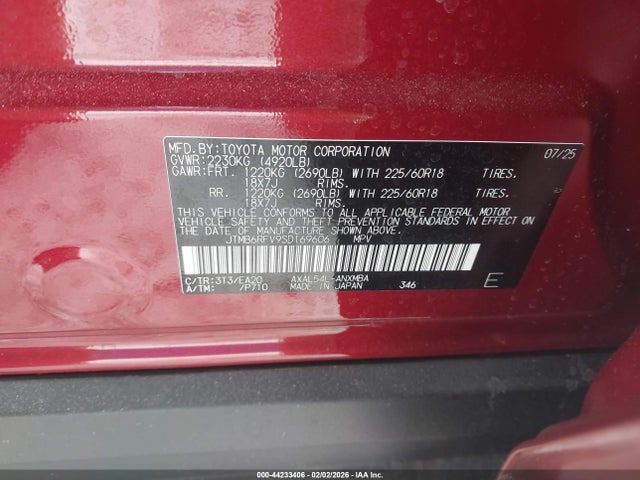 MFD.BY:TOYOTA MOTOR CORPORATION 07/25
GVWR:2230KG (4920LB)
GAWR:FRT. 1220KG (2690LB) WITH 225/60R18 TIRES.
18X7J RIMS.
RR. 1220KG (2690LB) WITH 225/60R18 TIRES.
18X7J RIMS.
THIS VEHICLE CONFORMS TO ALL APPLICABLE FEDERAL MOTOR
VEHICLE SAFETY AND THEFT PREVENTION STANDARDS IN EFFECT ON
THE DATE OF MANUFACTURE SHOWN ABOVE.
JTMB6RFV9SD169606 MPV
C/TR:3T3/EA20 AXAL54L-ANXMBA
A/TM: /P710 MADE IN JAPAN 346 E
000-44233406 - 02/02/2026 - IAAI.COM